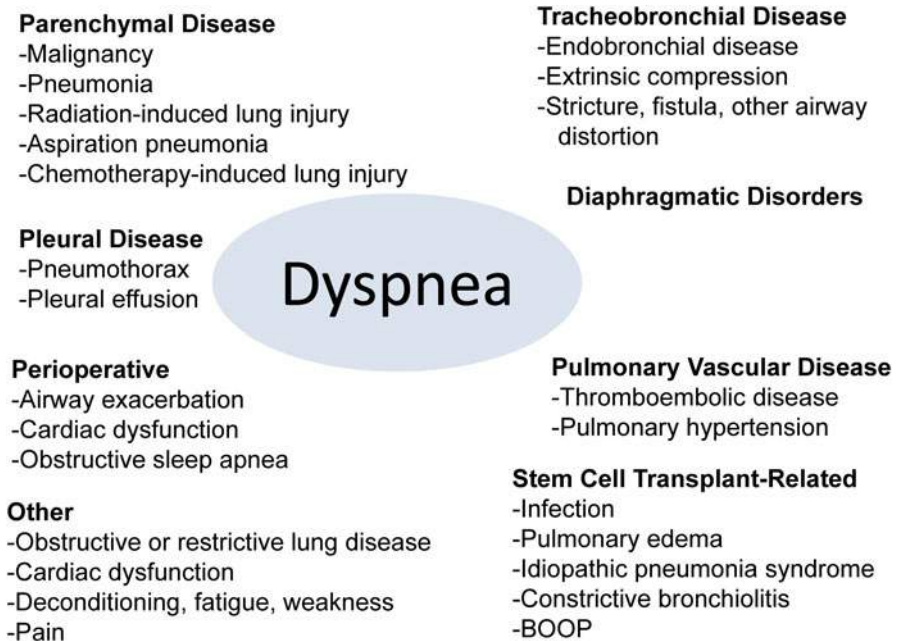 Parenchymal Disease
-Malignancy
-Pneumonia
-Radiation-induced lung injury
-Aspiration pneumonia
-Chemotherapy-induced lung injury
Tracheobronchial Disease
-Endobronchial disease
-Extrinsic compression
-Stricture, fistula, other airway
distortion
Diaphragmatic Disorders
Pleural Disease
-Pneumothorax
-Pleural effusion
Dyspnea
Perioperative
-Airway exacerbation
-Cardiac dysfunction
-Obstructive sleep apnea
Pulmonary Vascular Disease
-Thromboembolic disease
-Pulmonary hypertension
Other
-Obstructive or restrictive lung disease
-Cardiac dysfunction
-Deconditioning, fatigue, weakness
-Pain
Stem Cell Transplant-Related
-Infection
-Pulmonary edema
-Idiopathic pneumonia syndrome
-Constrictive bronchiolitis
-BOOP